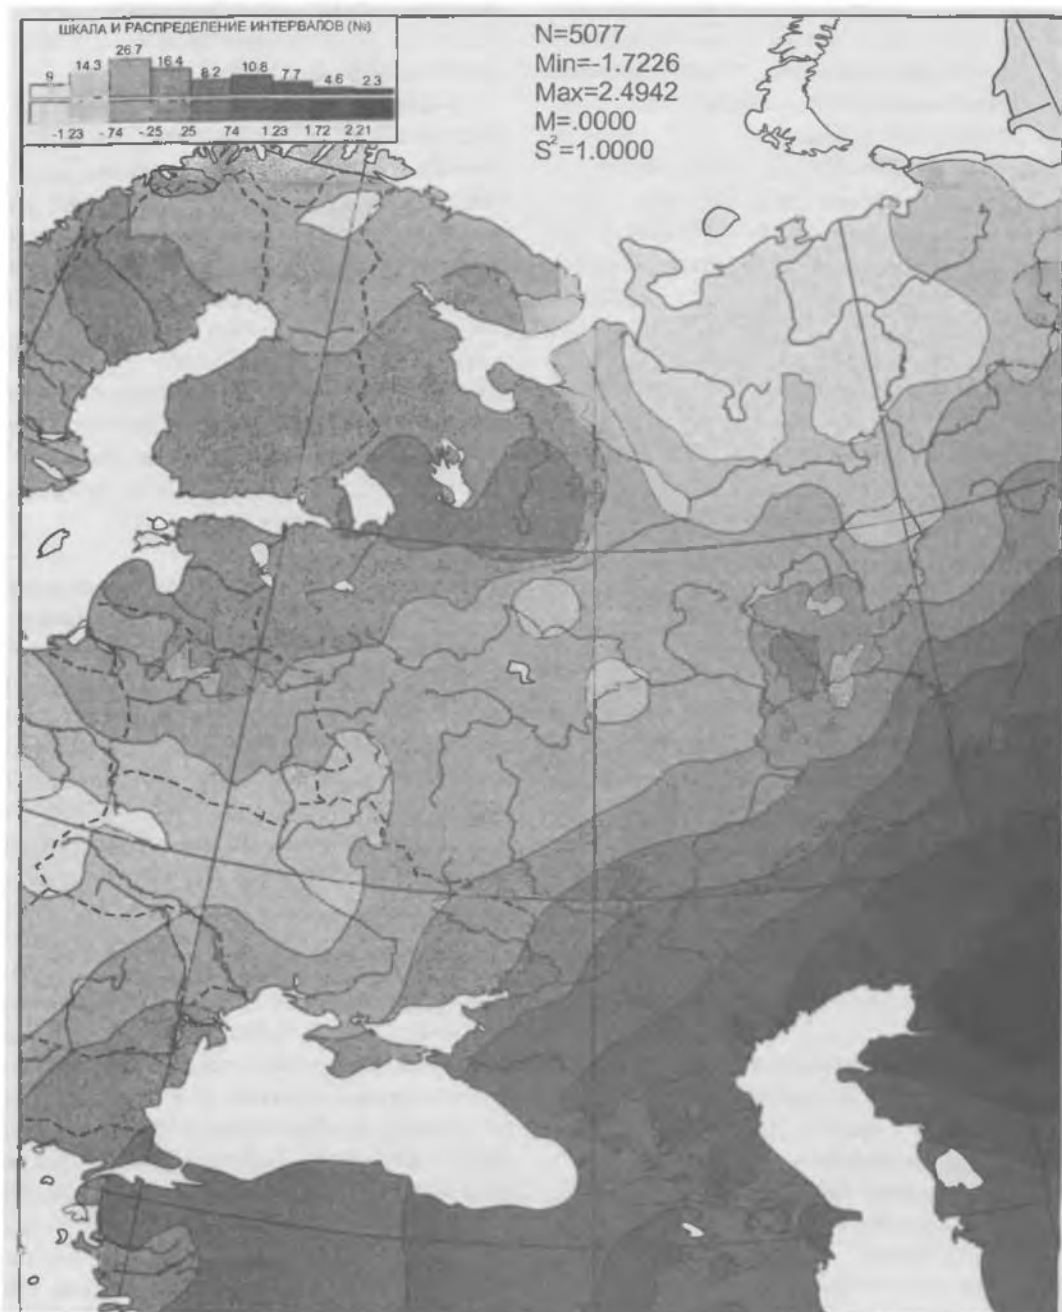 ШКАЛА И РАСПРЕДЕЛЕНИЕ ИНТЕРВАЛОВ (№)
9 14.3 26.7 16.4 8.2 10.8 7.7 4.6 2.3
-1.23 -.74 -.25 .25 .74 1.23 1.72 2.21
N=5077
Min=-1.7226
Max=2.4942
M=.0000
S²=1.0000